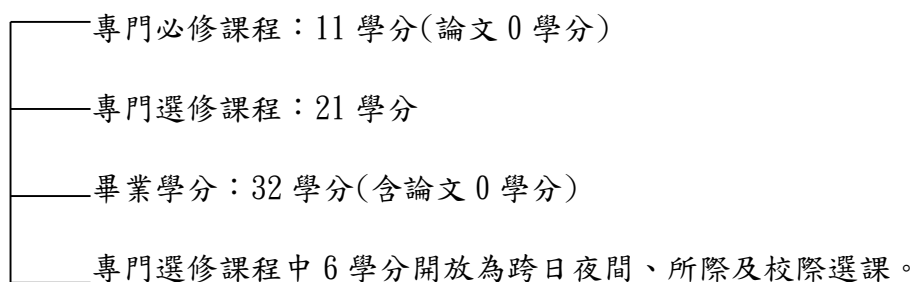 專門必修課程：11 學分(論文 0 學分)
專門選修課程：21 學分
畢業學分：32 學分(含論文 0 學分)
專門選修課程中 6 學分開放為跨日夜間、所際及校際選課。